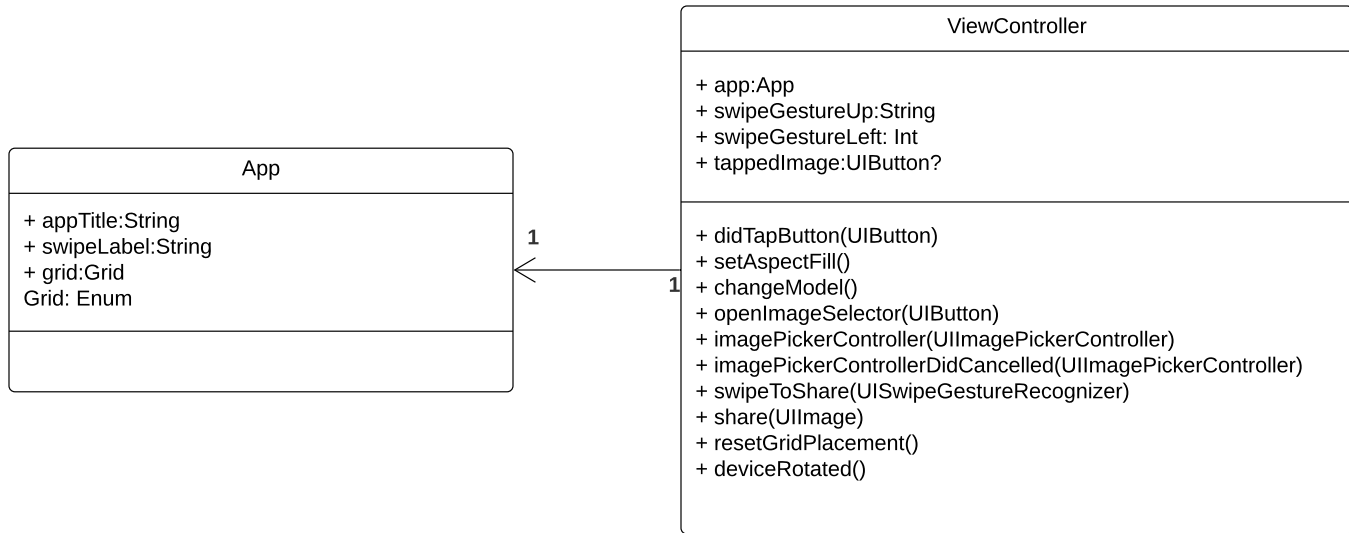 App
+ appTitle:String
+ swipeLabel:String
+ grid:Grid
Grid: Enum
1
1
ViewController
+ app:App
+ swipeGestureUp:String
+ swipeGestureLeft: Int
+ tappedImage:UIButton?
+ didTapButton(UIButton)
+ setAspectFill()
+ changeModel()
+ openImageSelector(UIButton)
+ imagePickerController(UIImagePickerController)
+ imagePickerControllerDidCancelled(UIImagePickerController)
+ swipeToShare(UISwipeGestureRecognizer)
+ share(UIImage)
+ resetGridPlacement()
+ deviceRotated()